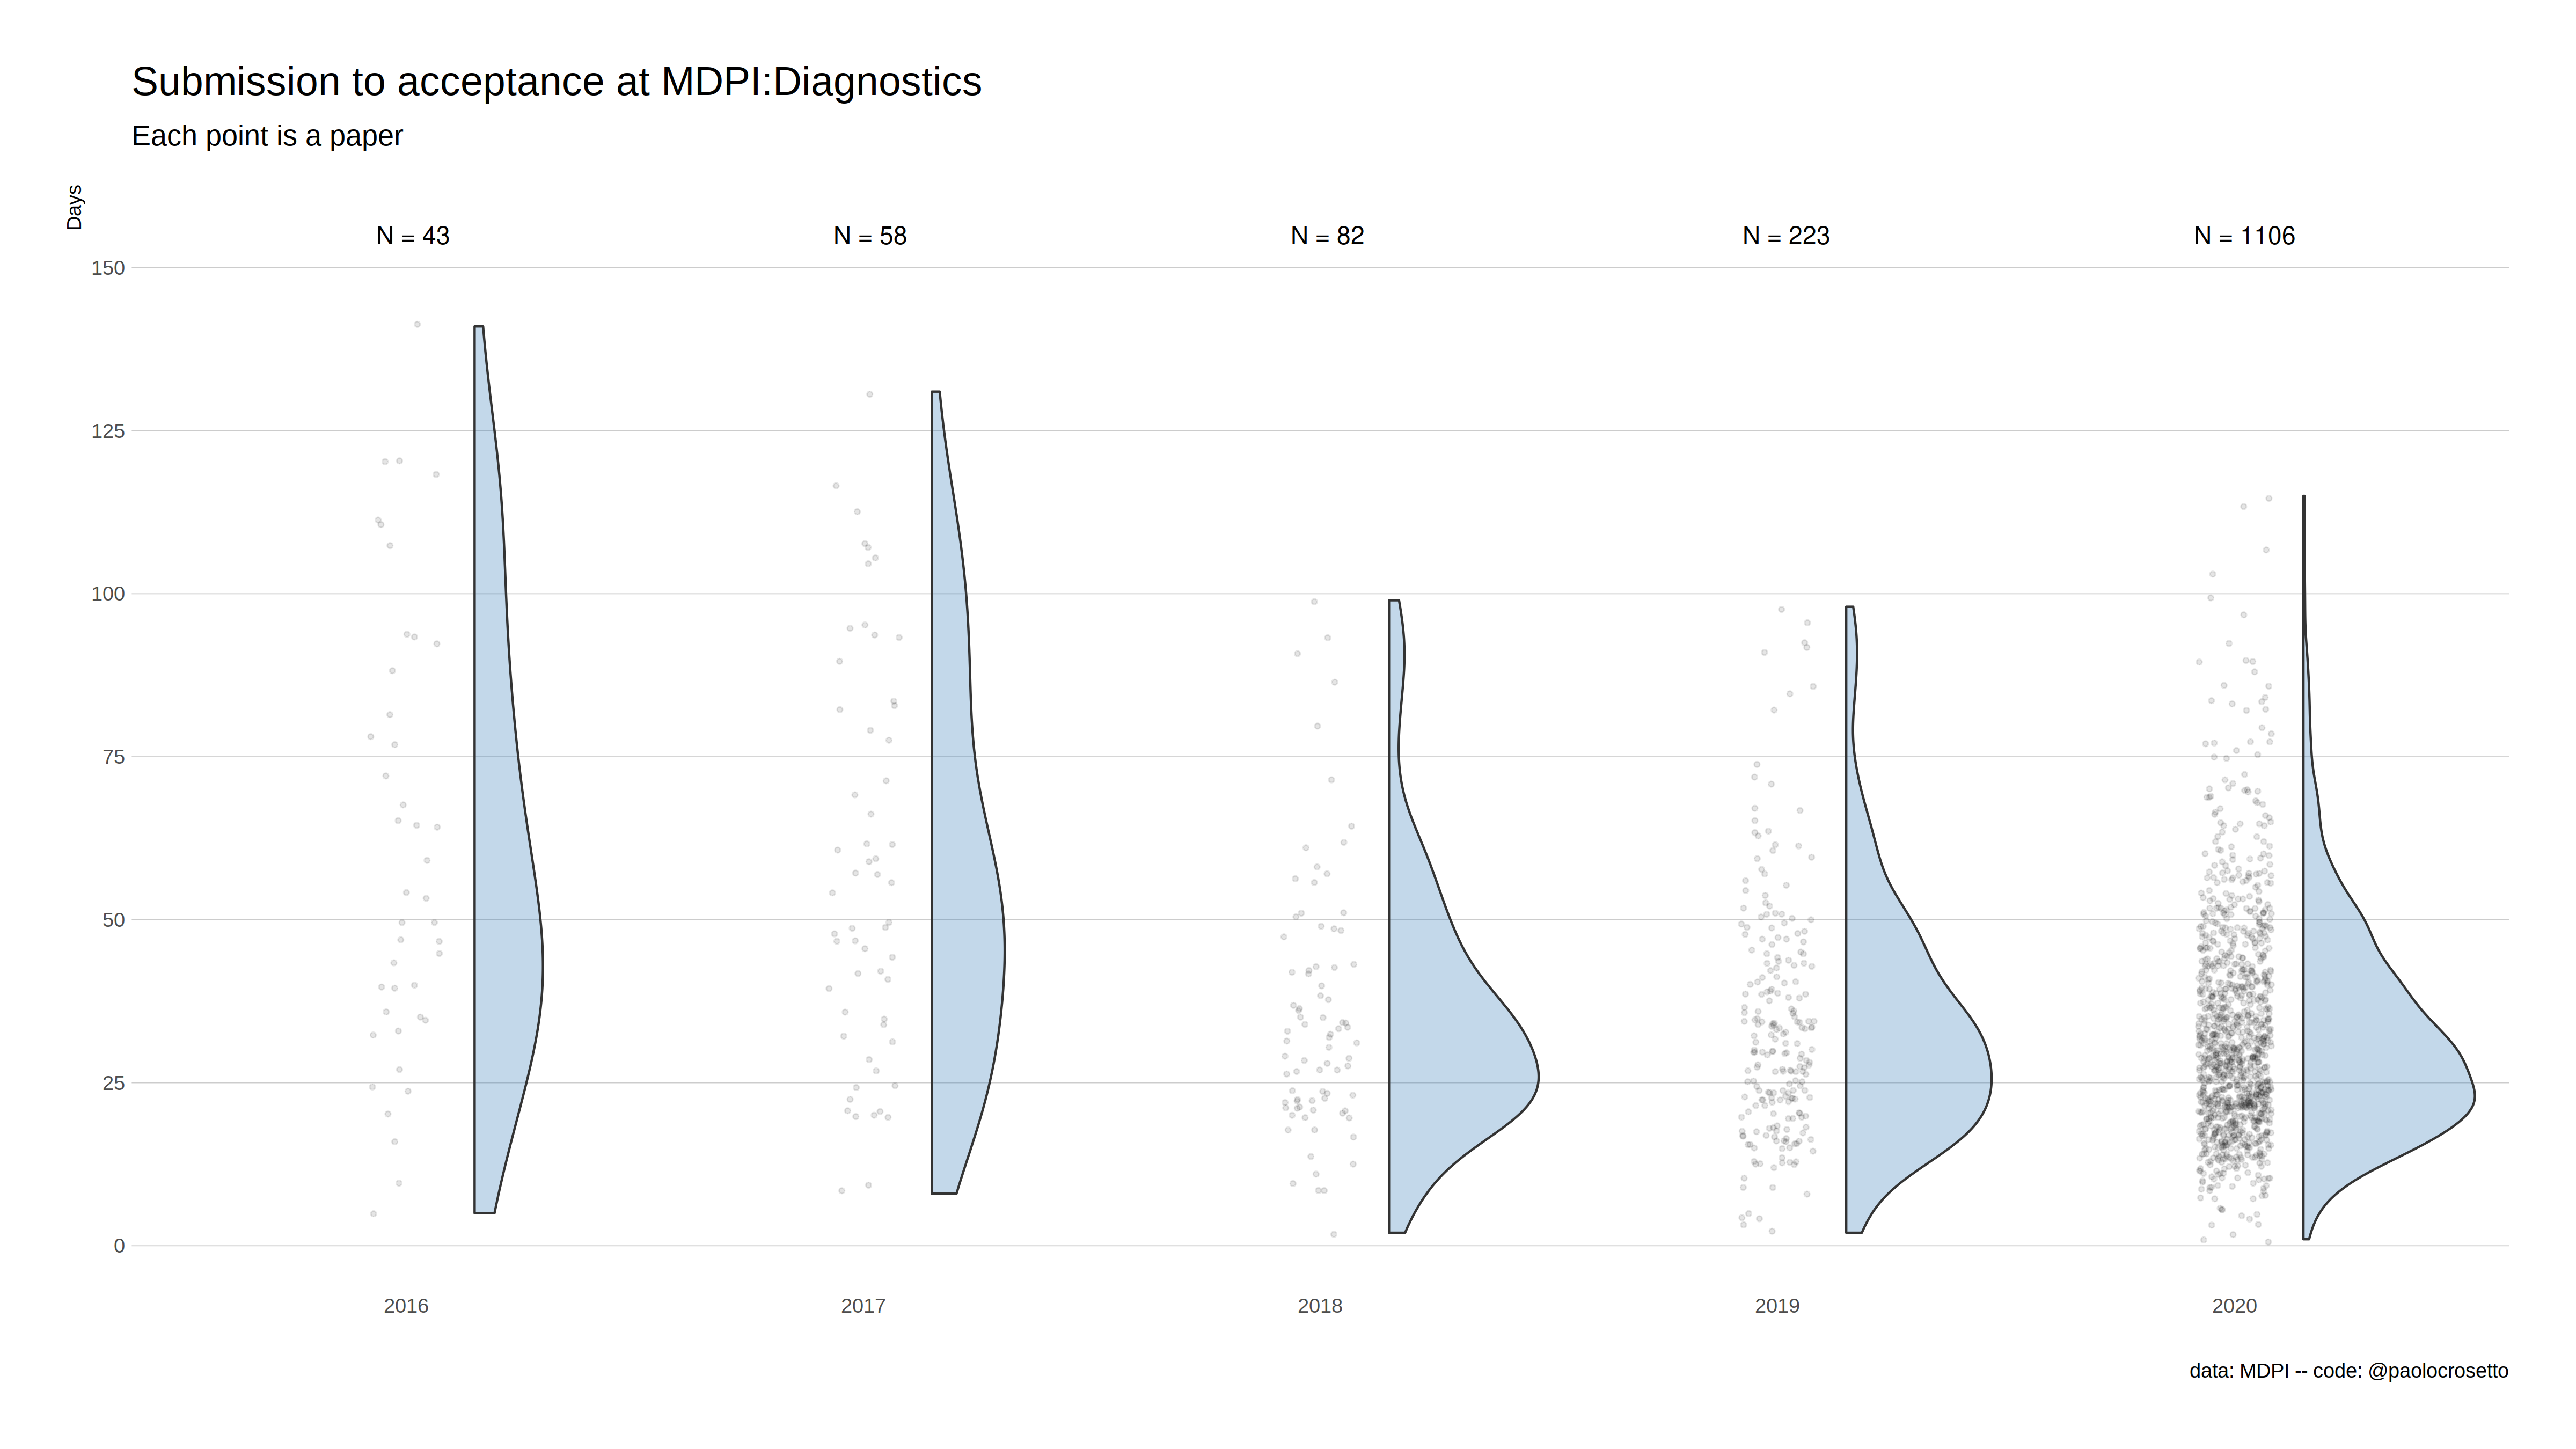 Submission to acceptance at MDPI:Diagnostics
Each point is a paper
Days
N = 43
N = 58
N = 82
N = 223
N = 1106
150
125
100
75
50
25
0
2016
2017
2018
2019
2020
data: MDPI -- code: @paolocrosetto